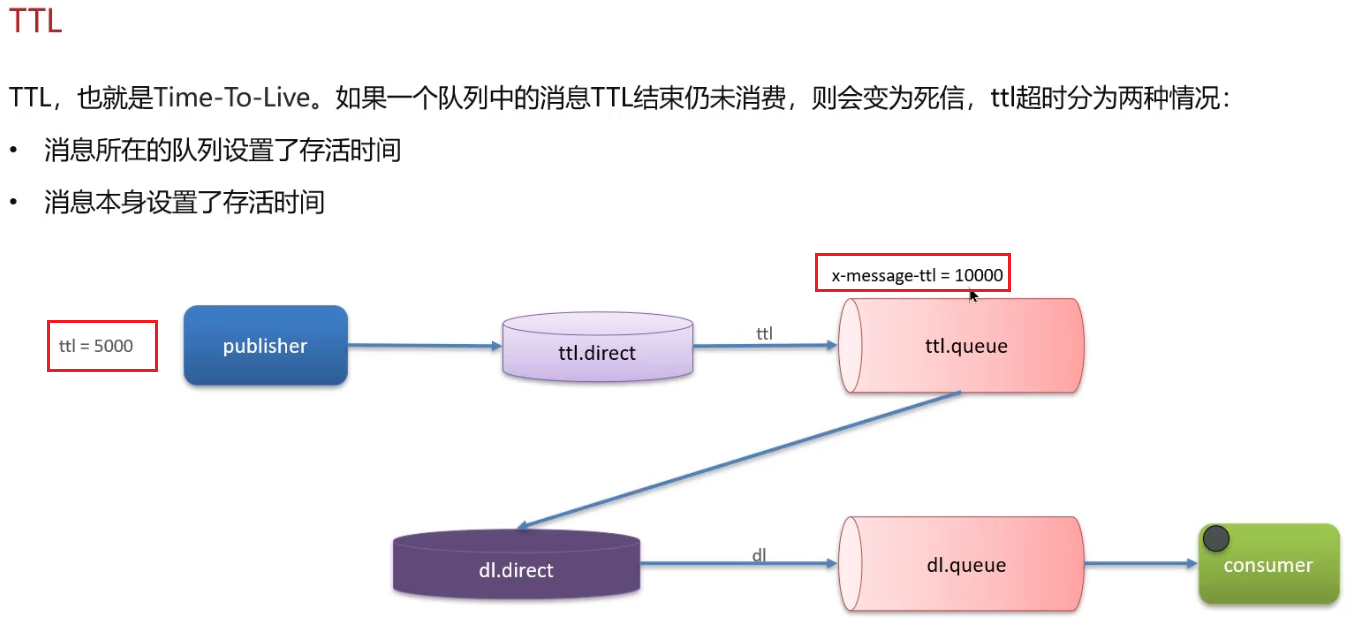 TTL
TTL，也就是Time-To-Live。如果一个队列中的消息TTL结束仍未消费，则会变为死信，ttl超时分为两种情况：
• 消息所在的队列设置了存活时间
• 消息本身设置了存活时间
x-message-ttl = 10000
ttl = 5000
publisher
ttl.direct
ttl
ttl.queue
dl.direct
dl
dl.queue
consumer